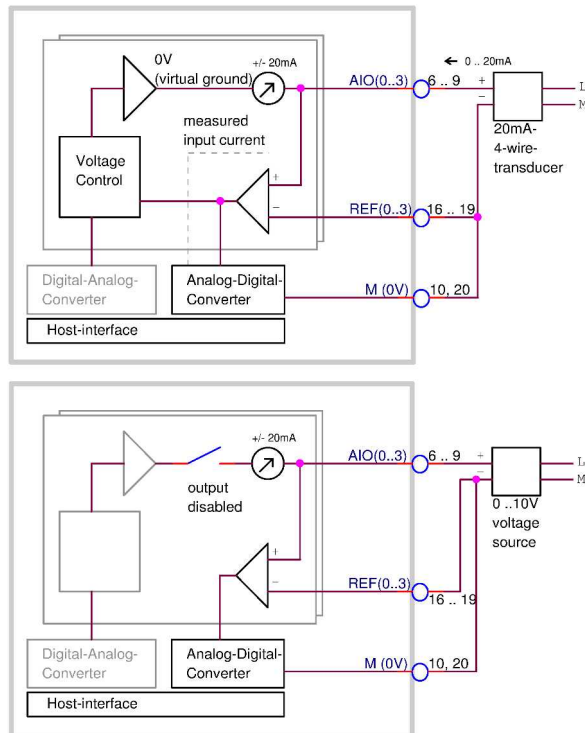 0V
(virtual ground)
+/- 20mA
AIO(0..3)
6 .. 9
0 .. 20mA
+
−
L
M
20mA-
4-wire-
transducer
measured
input current
Voltage
Control
+
−
REF(0..3)
16 .. 19
Digital-Analog-
Converter
Analog-Digital-
Converter
M (0V)
10, 20
Host-interface
+/- 20mA
AIO(0..3)
6 .. 9
+
−
L
M
output
disabled
0 ..10V
voltage
source
+
−
REF(0..3)
16 .. 19
Digital-Analog-
Converter
Analog-Digital-
Converter
M (0V)
10, 20
Host-interface